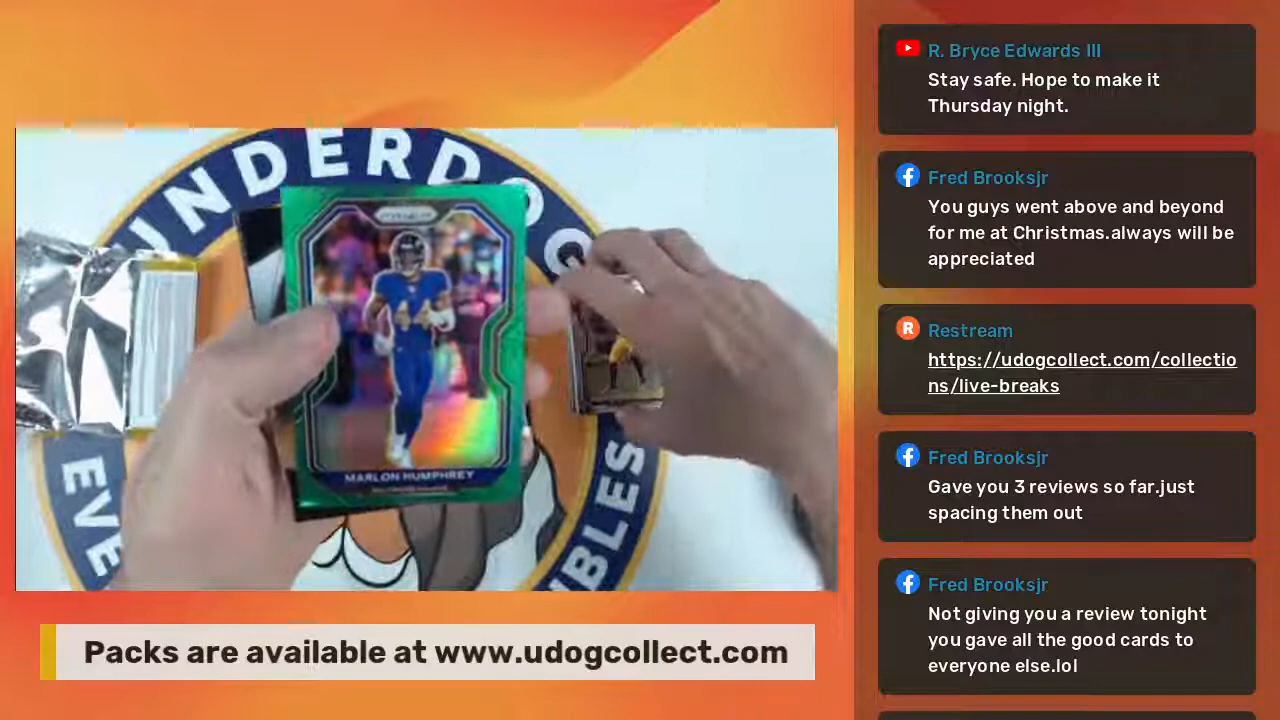 UNDERDO
EVE
MBLES
PRIZM
44
MARLON HUMPHREY
Packs are available at www.udogcollect.com
R. Bryce Edwards III
Stay safe. Hope to make it
Thursday night.
Fred Brooksjr
You guys went above and beyond
for me at Christmas.always will be
appreciated
Restream
https://udogcollect.com/collectio
ns/live-breaks
Fred Brooksjr
Gave you 3 reviews so far.just
spacing them out
Fred Brooksjr
Not giving you a review tonight
you gave all the good cards to
everyone else.lol